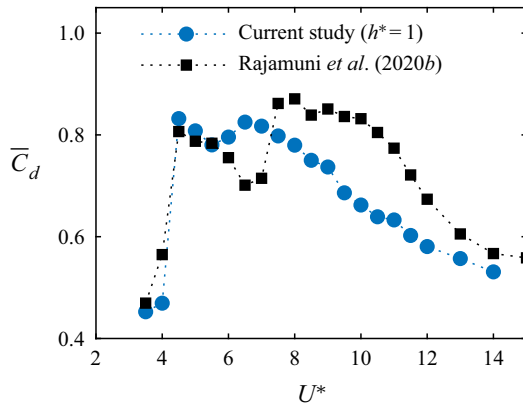 1.0
Current study (h* = 1)
Rajamuni et al. (2020b)
0.8
C̅d
0.6
0.4
2 4 6 8 10 12 14
U*